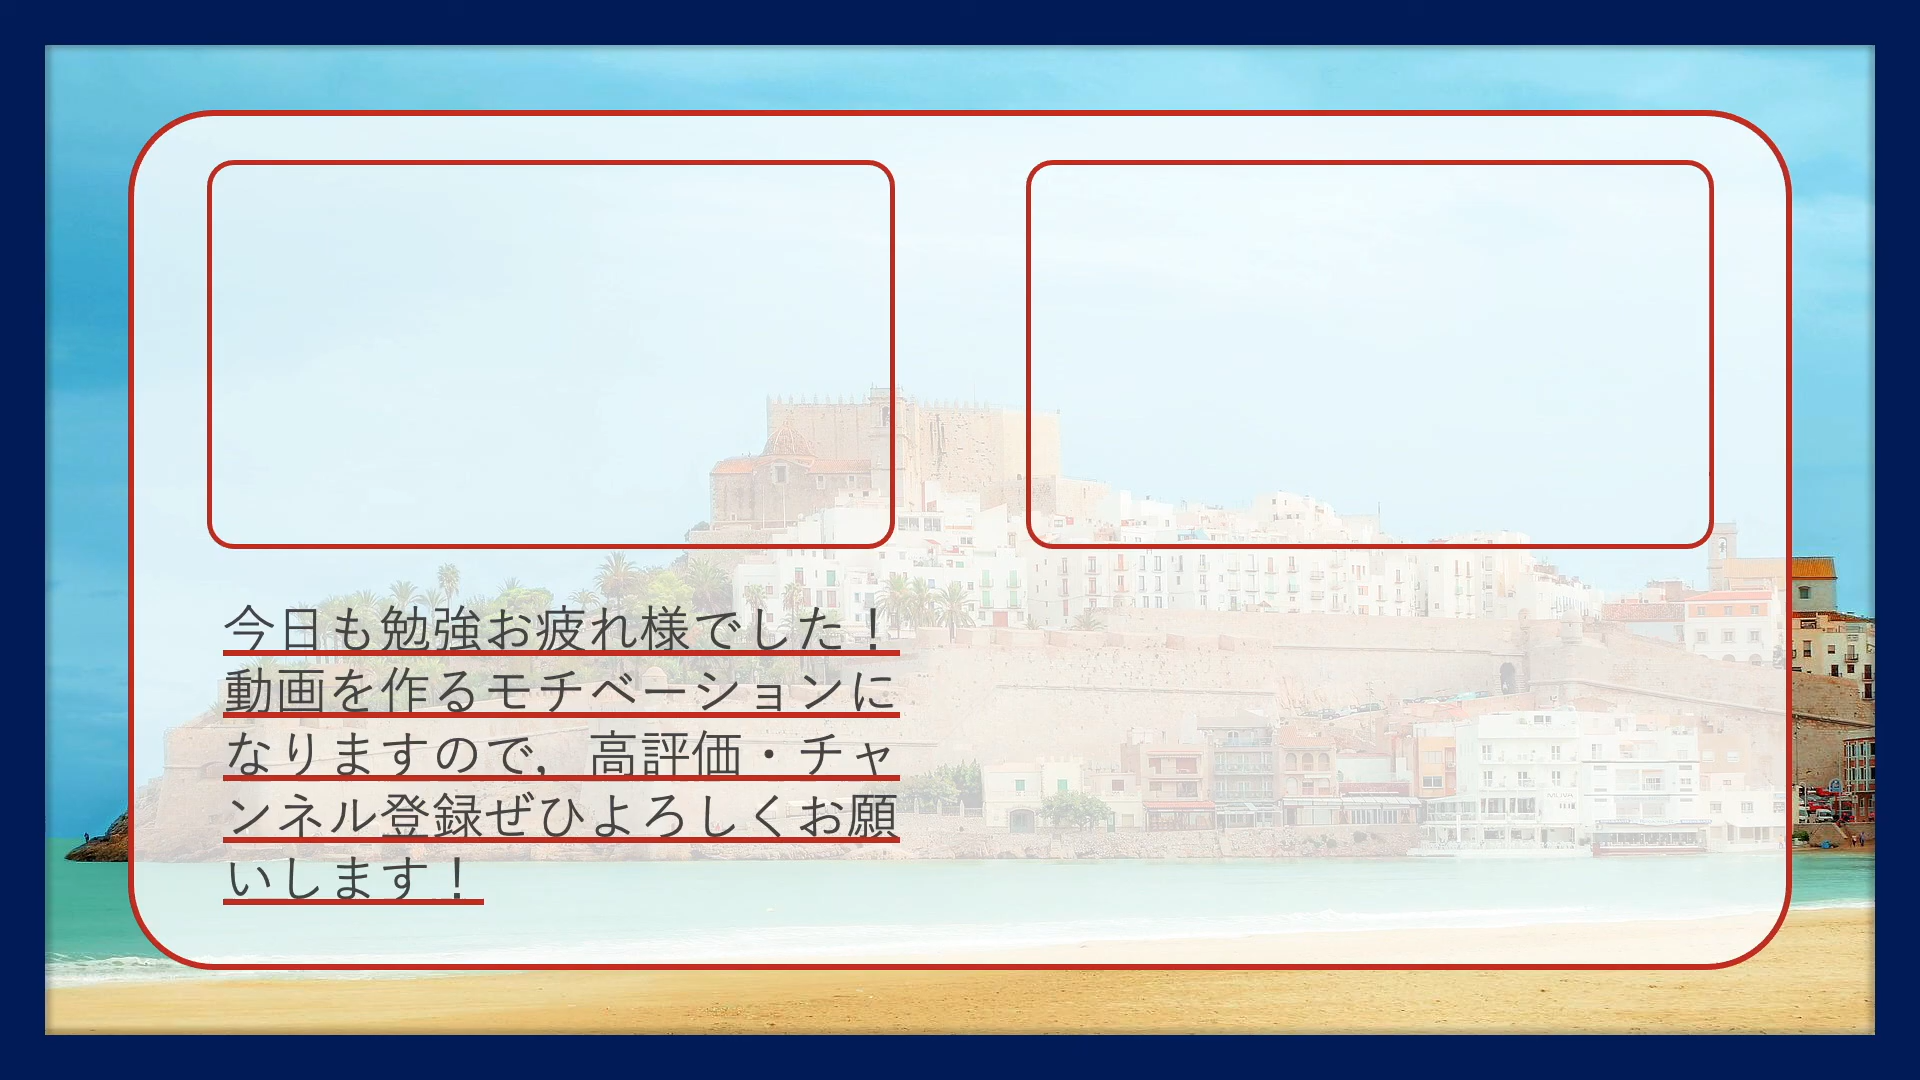 今日も勉強お疲れ様でした！
動画を作るモチベーションに
なりますので，高評価・チャ
ンネル登録ぜひよろしくお願
いします！